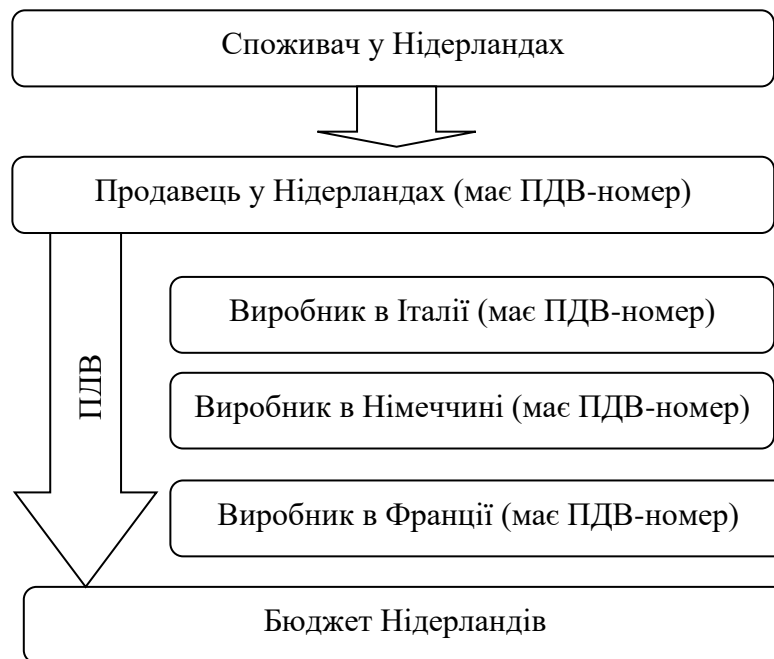 Споживач у Нідерландах
Продавець у Нідерландах (має ПДВ-номер)
Виробник в Італії (має ПДВ-номер)
ПДВ
Виробник в Німеччині (має ПДВ-номер)
Виробник в Франції (має ПДВ-номер)
Бюджет Нідерландів